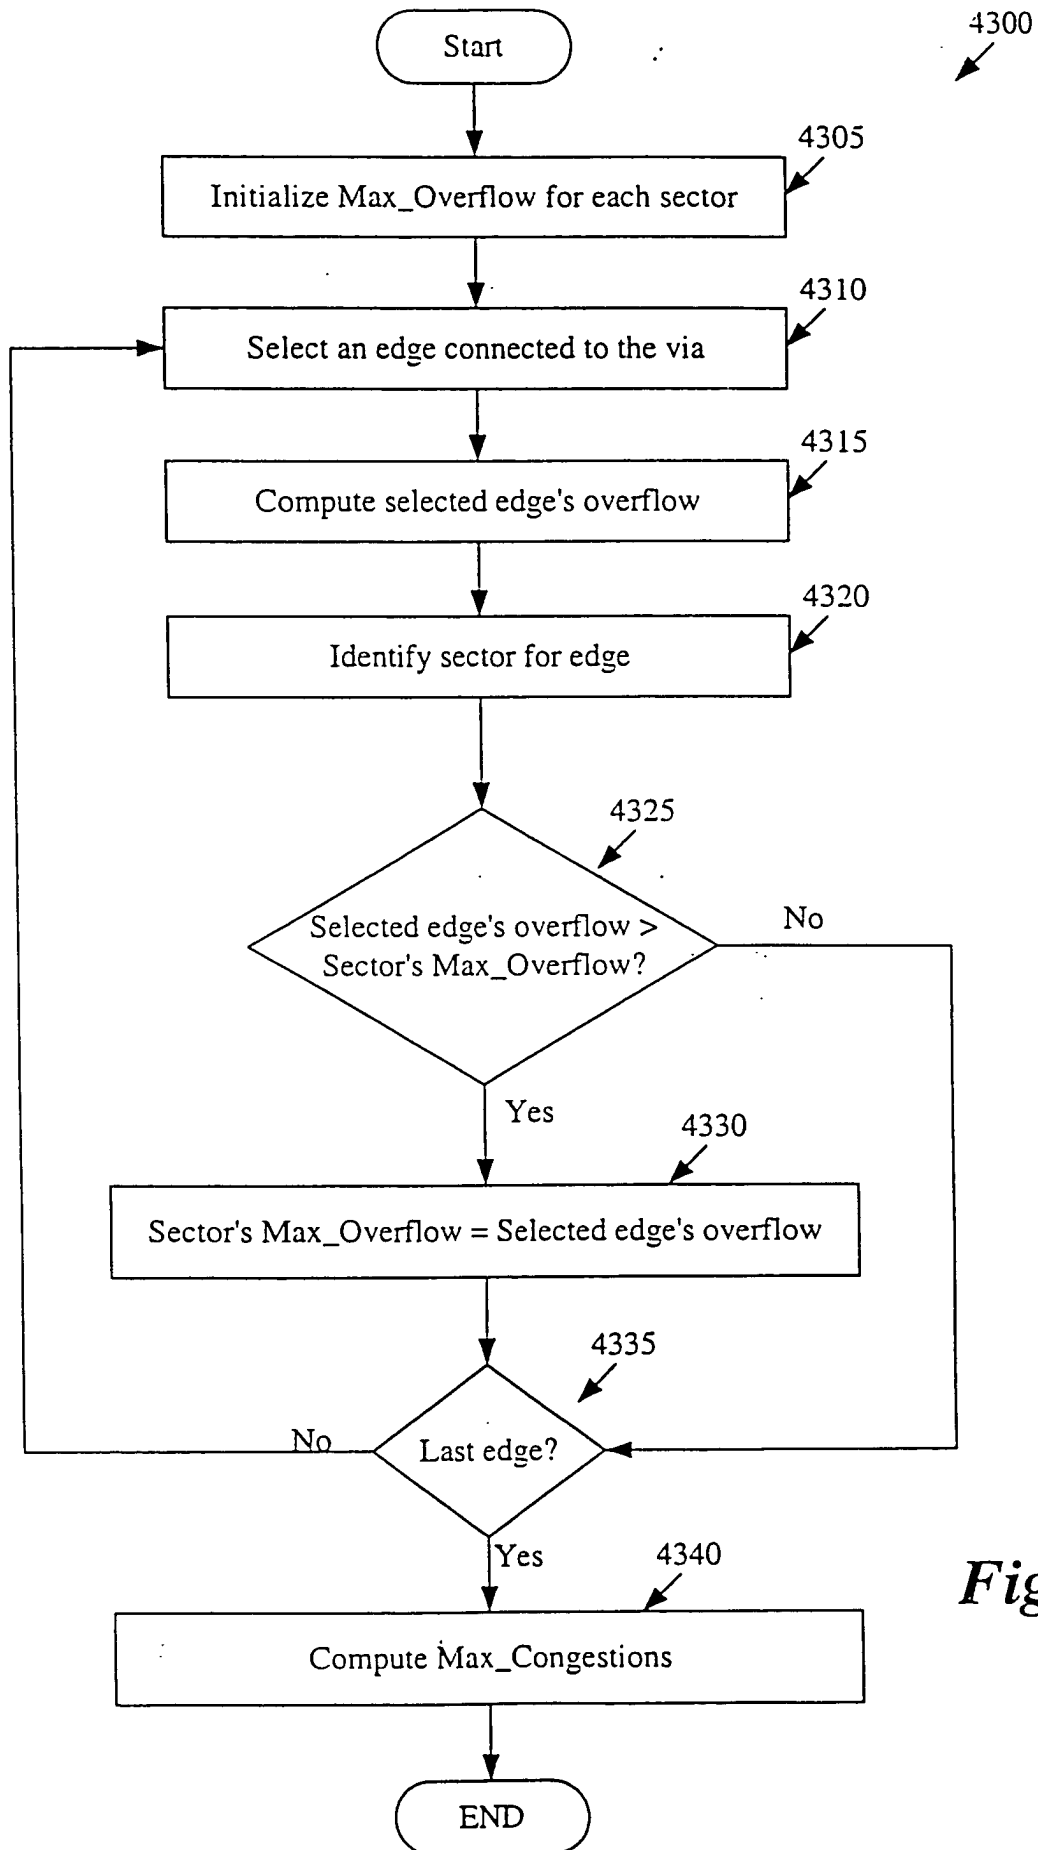 4300
Start
4305
Initialize Max_Overflow for each sector
4310
Select an edge connected to the via
4315
Compute selected edge's overflow
4320
Identify sector for edge
4325
Selected edge's overflow >
Sector's Max_Overflow?
No
Yes
4330
Sector's Max_Overflow = Selected edge's overflow
4335
Last edge?
No
Yes
4340
Compute Max_Congestions
Fig
END